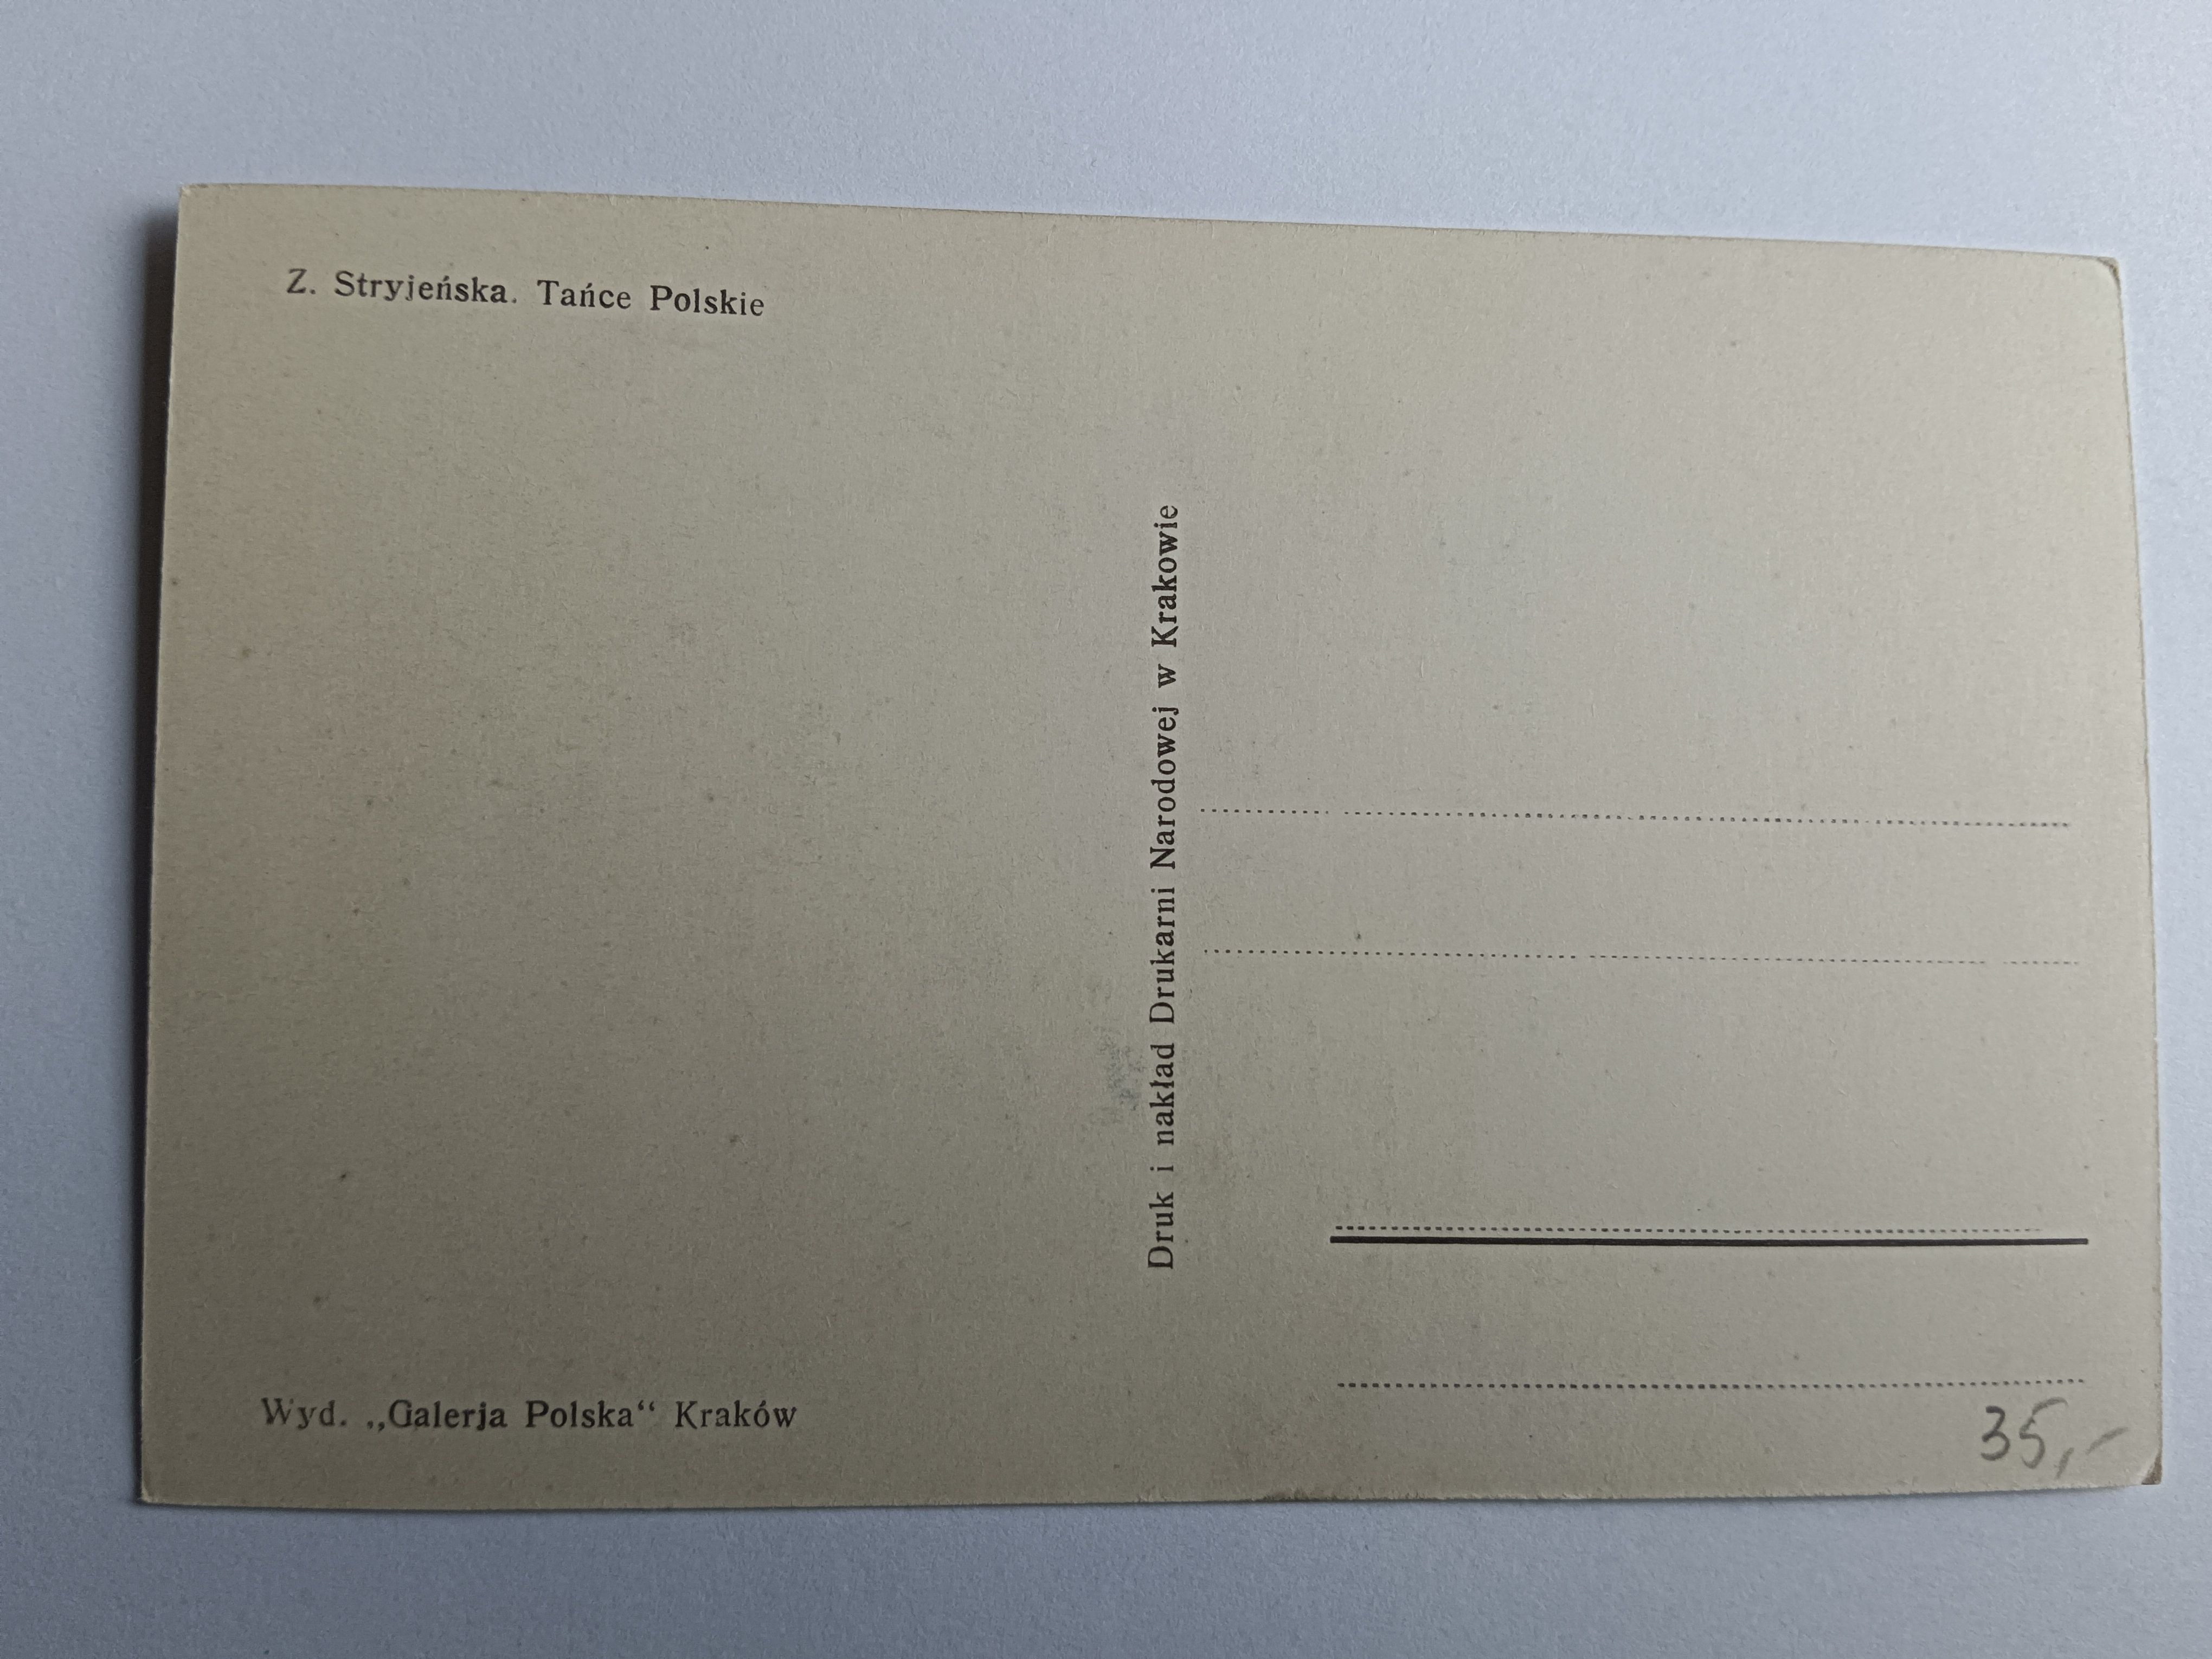 Z. Stryjeńska. Tańce Polskie
Druk i nakład Drukarni Narodowej w Krakowie
Wyd. „Galerja Polska“ Kraków
35,-